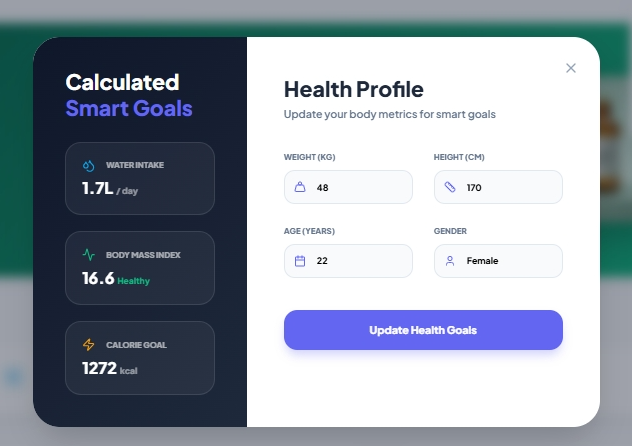 Calculated
Smart Goals
WATER INTAKE
1.7L / day
BODY MASS INDEX
16.6 Healthy
CALORIE GOAL
1272 kcal
Health Profile
Update your body metrics for smart goals
WEIGHT (KG)
HEIGHT (CM)
48
170
AGE (YEARS)
GENDER
22
Female
Update Health Goals